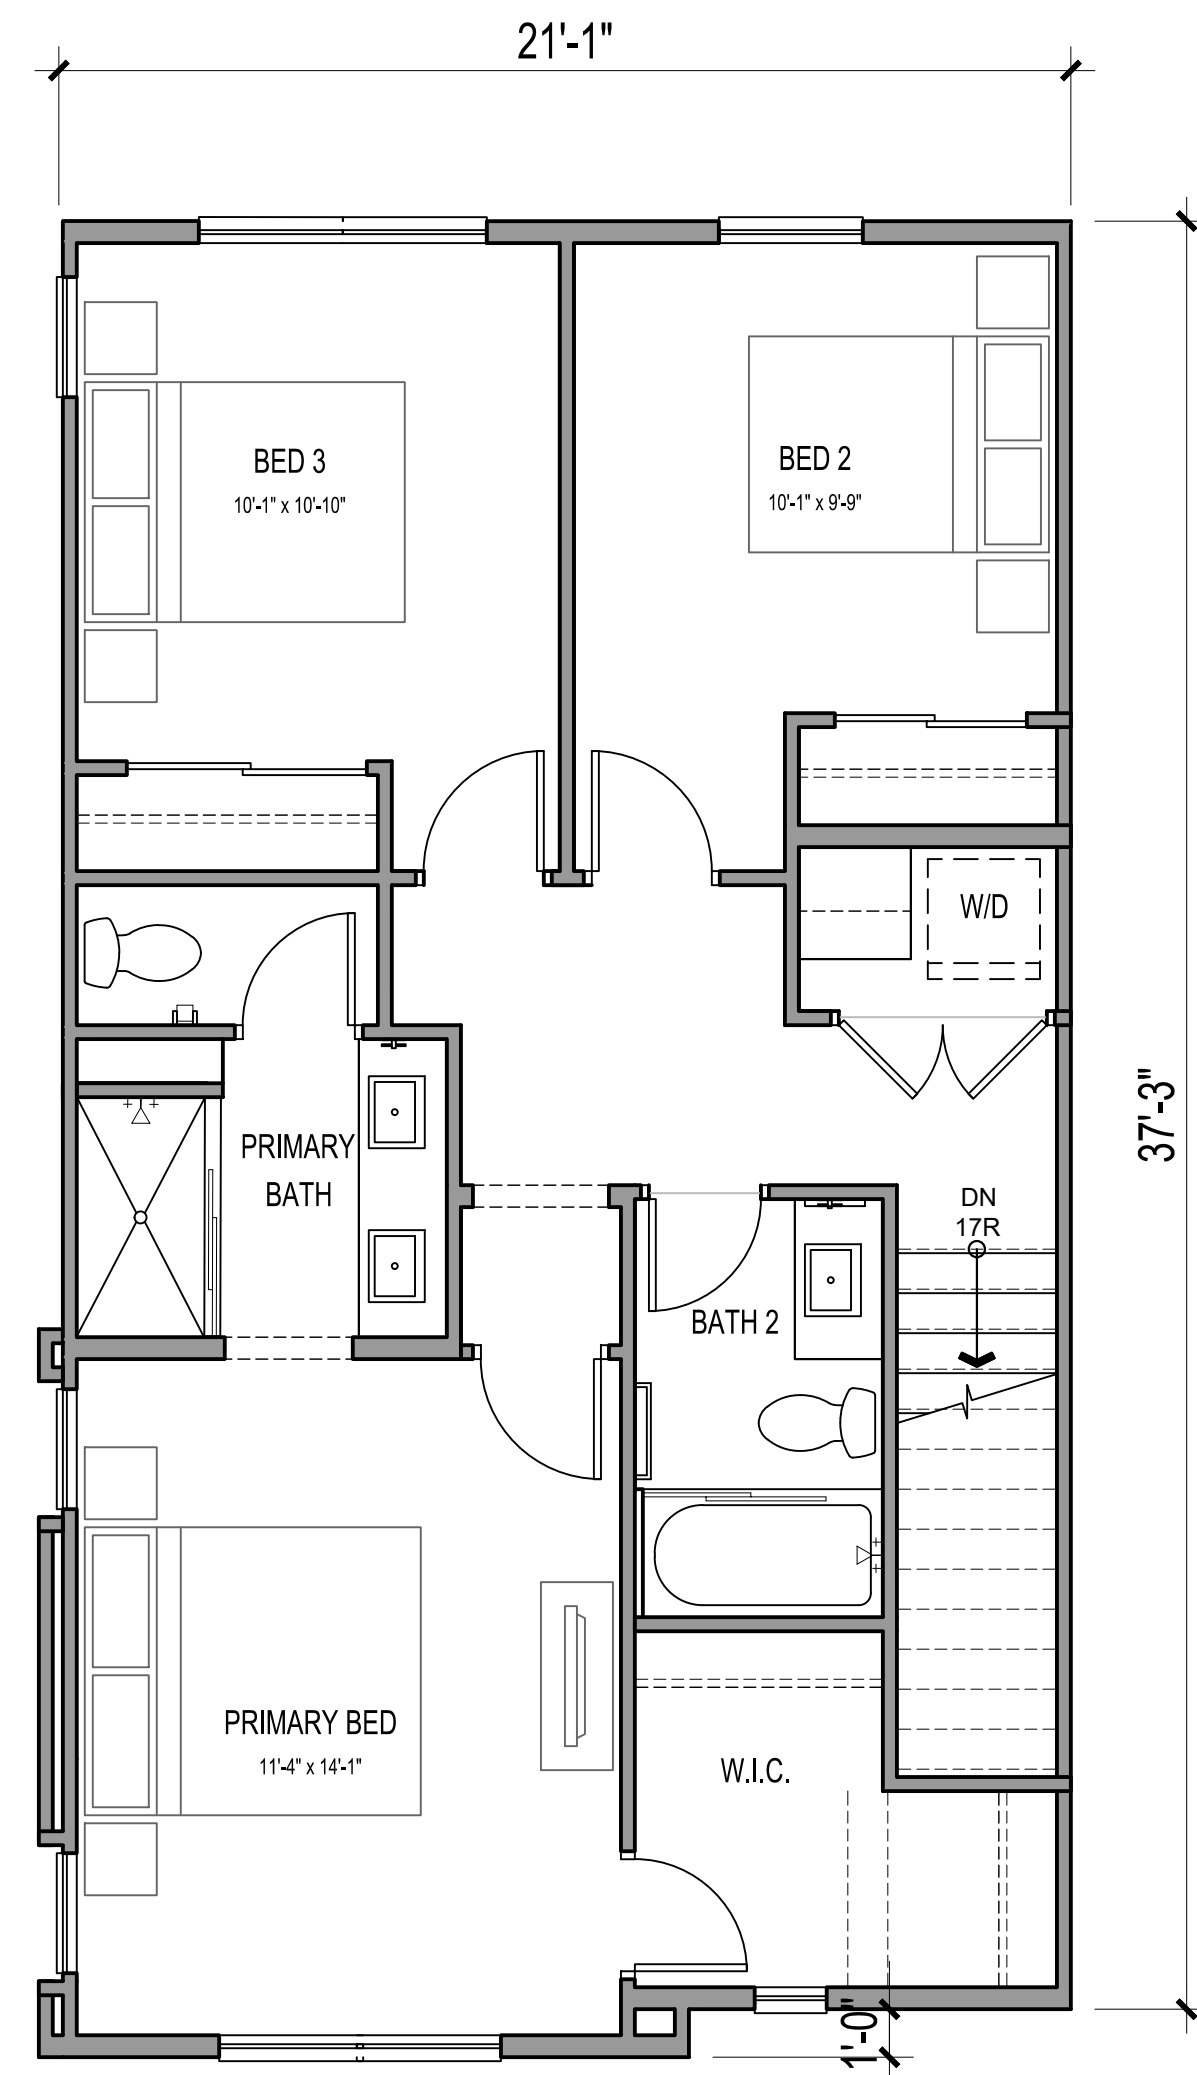 21'-1"
BED 3
10'-1" x 10'-10"
BED 2
10'-1" x 9'-9"
W/D
37'-3"
PRIMARY
BATH
DN
17R
BATH 2
PRIMARY BED
11'-4" x 14'-1"
W.I.C.
1'-0"